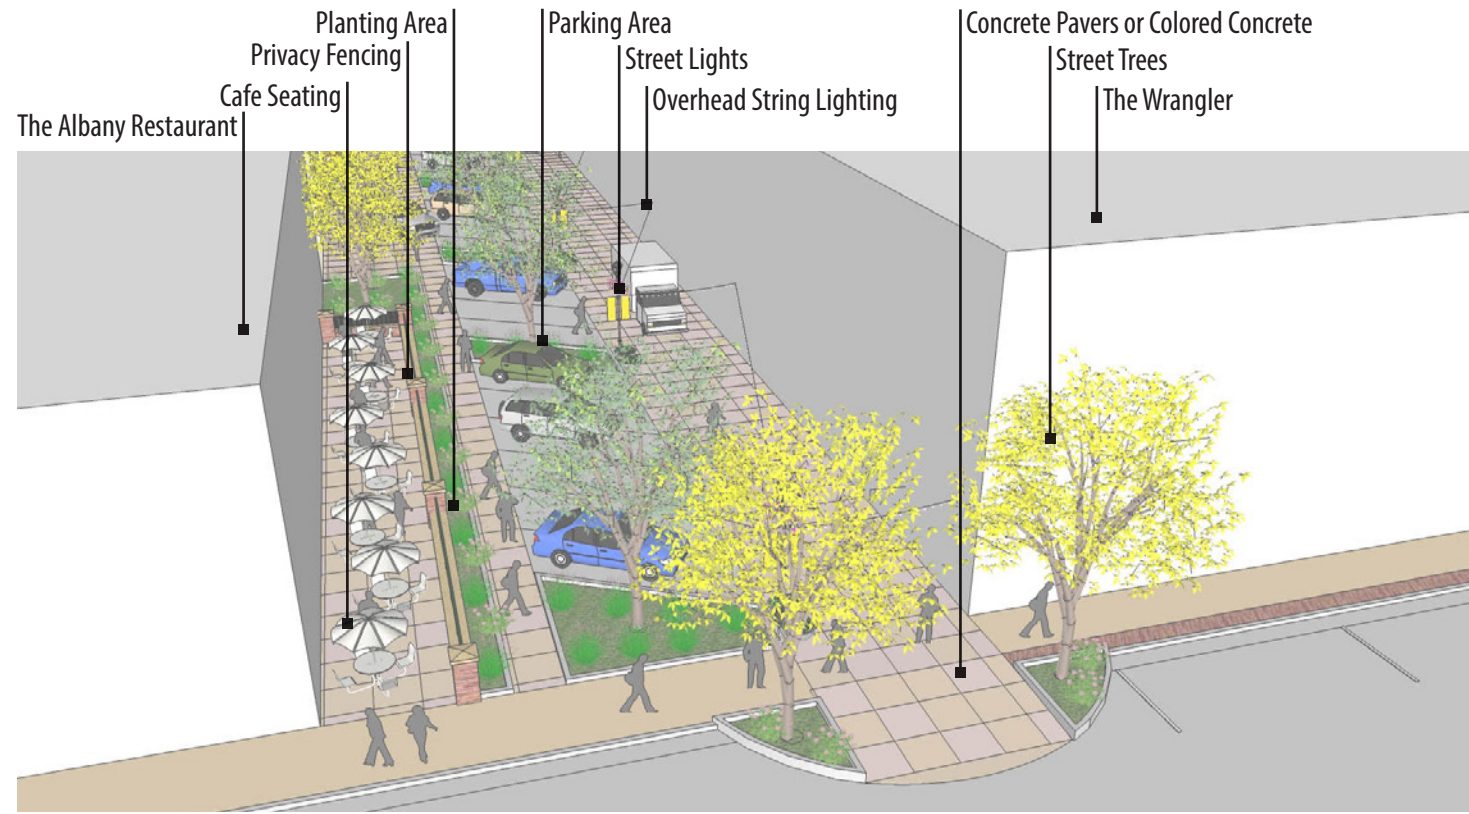 Planting Area
Parking Area
Concrete Pavers or Colored Concrete
Privacy Fencing
Street Lights
Street Trees
Cafe Seating
Overhead String Lighting
The Wrangler
The Albany Restaurant